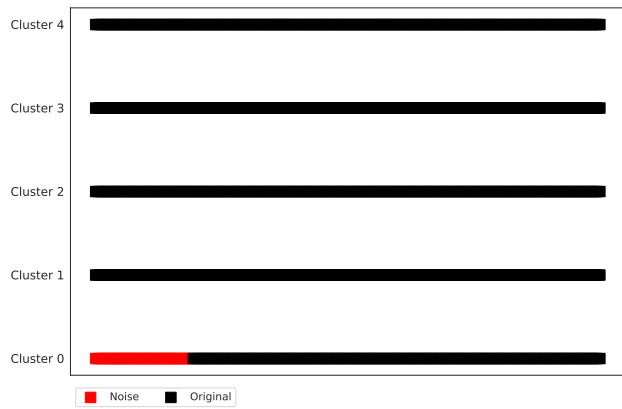 Cluster 4
Cluster 3
Cluster 2
Cluster 1
Cluster 0
Noise Original